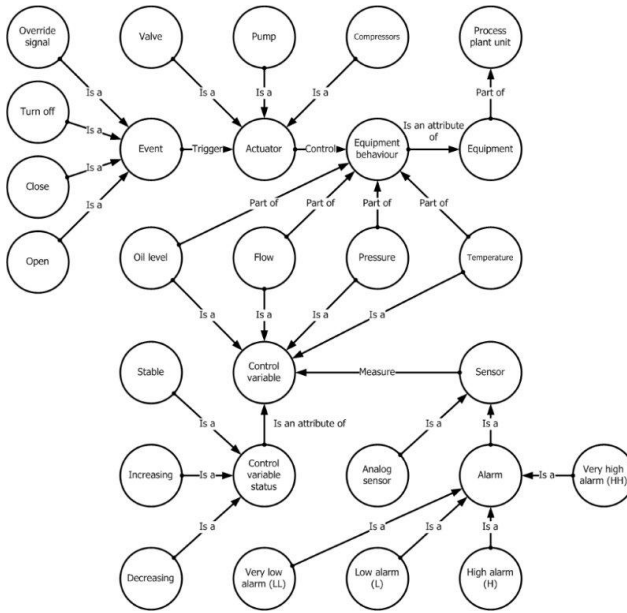 Override
signal
Valve
Pump
Compressors
Process
plant unit
Is a
Is a
Is a
Is a
Part of
Turn off
Is a
Event
Trigger
Actuator
Control
Equipment
behaviour
Is an attribute
of
Equipment
Close
Is a
Is a
Open
Part of
Part of
Part of
Part of
Oil level
Flow
Pressure
Temperature
Is a
Is a
Is a
Is a
Stable
Control
variable
Measure
Sensor
Is a
Is an attribute of
Is a
Is a
Increasing
Is a
Control
variable
status
Analog
sensor
Alarm
Is a
Very high
alarm (HH)
Is a
Is a
Is a
Is a
Decreasing
Very low
alarm (LL)
Low alarm
(L)
High alarm
(H)